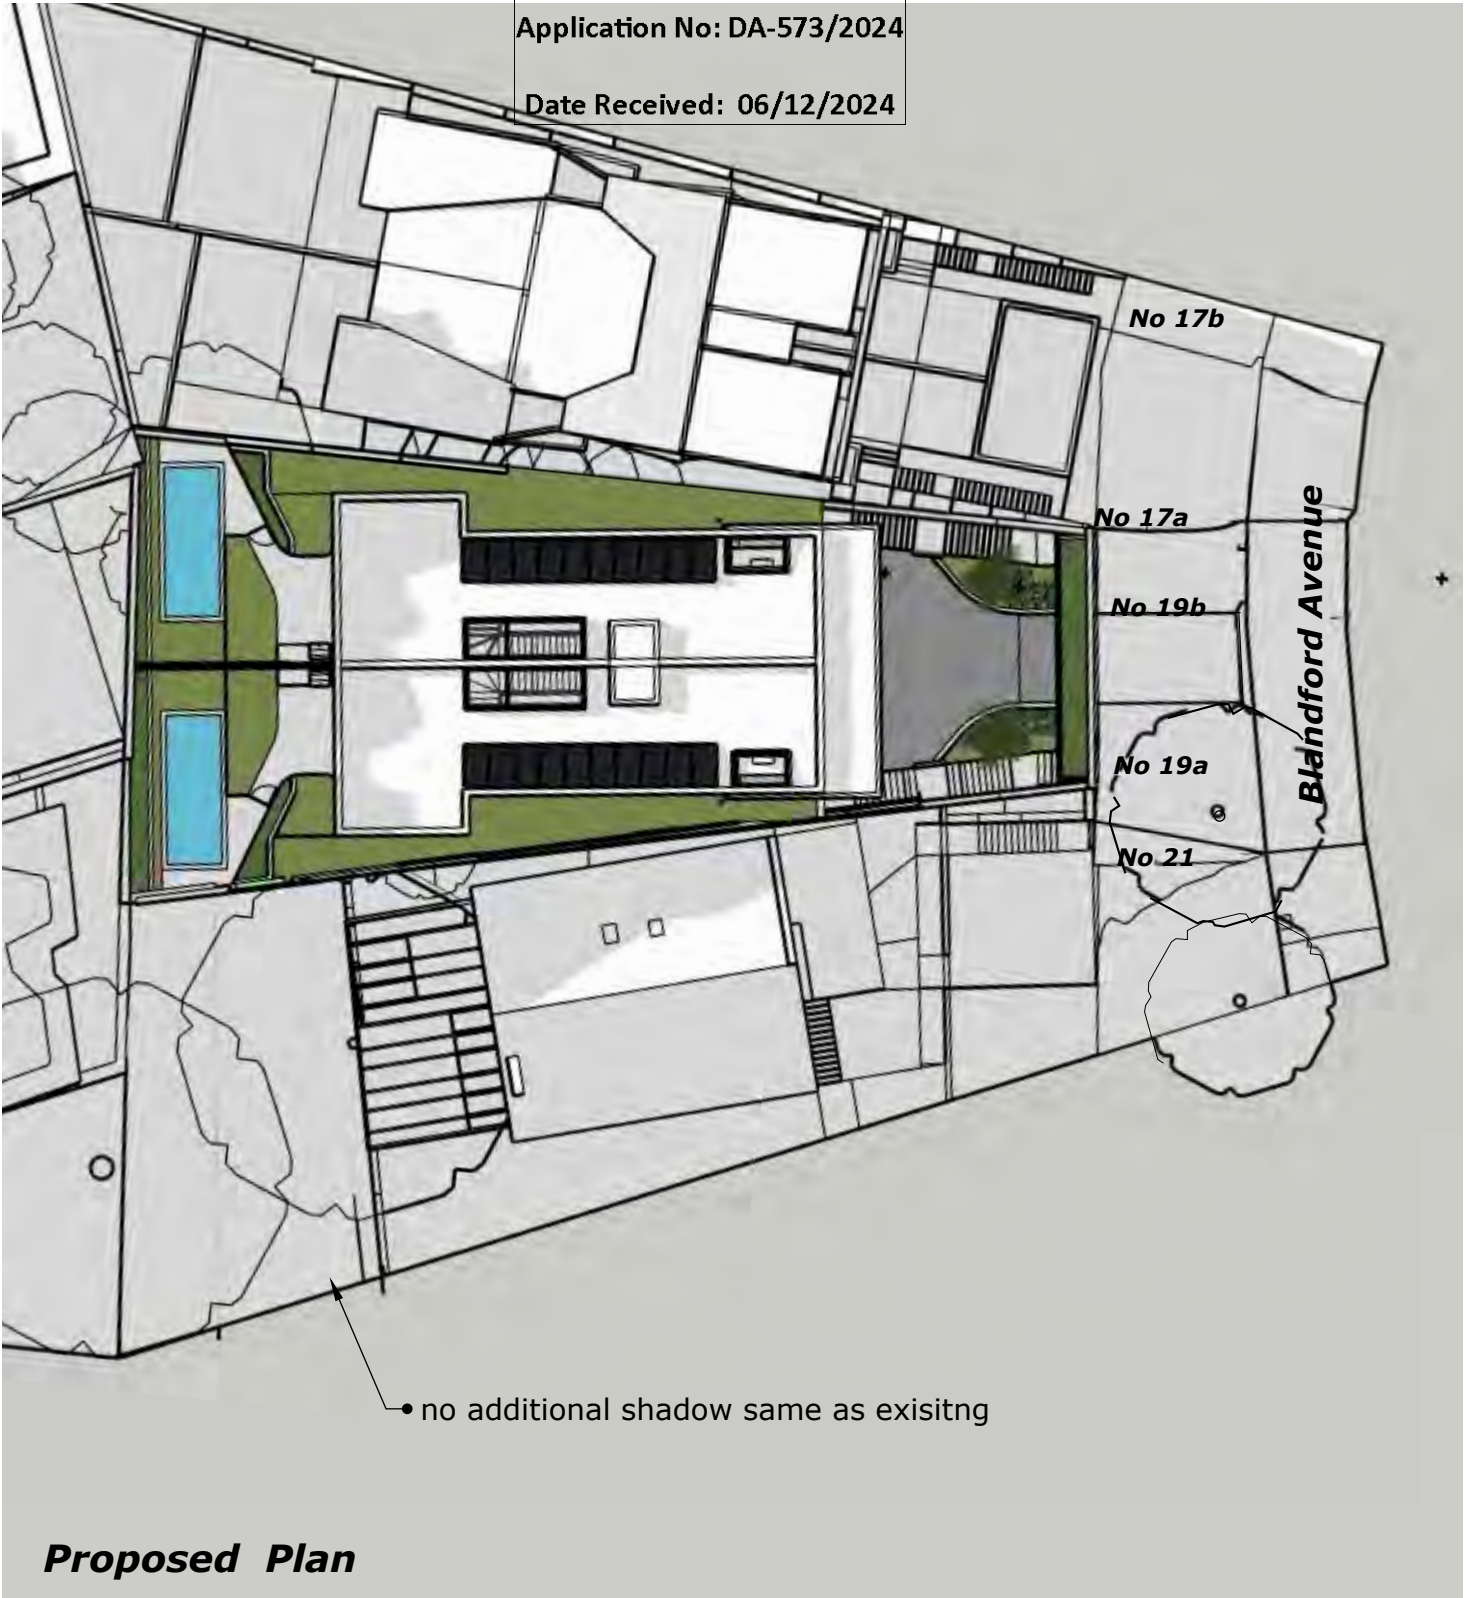 Application No: DA-573/2024
Date Received: 06/12/2024
No 17b
No 17a
No 19b
Blandford Avenue
No 19a
No 21
no additional shadow same as exisitng
Proposed Plan